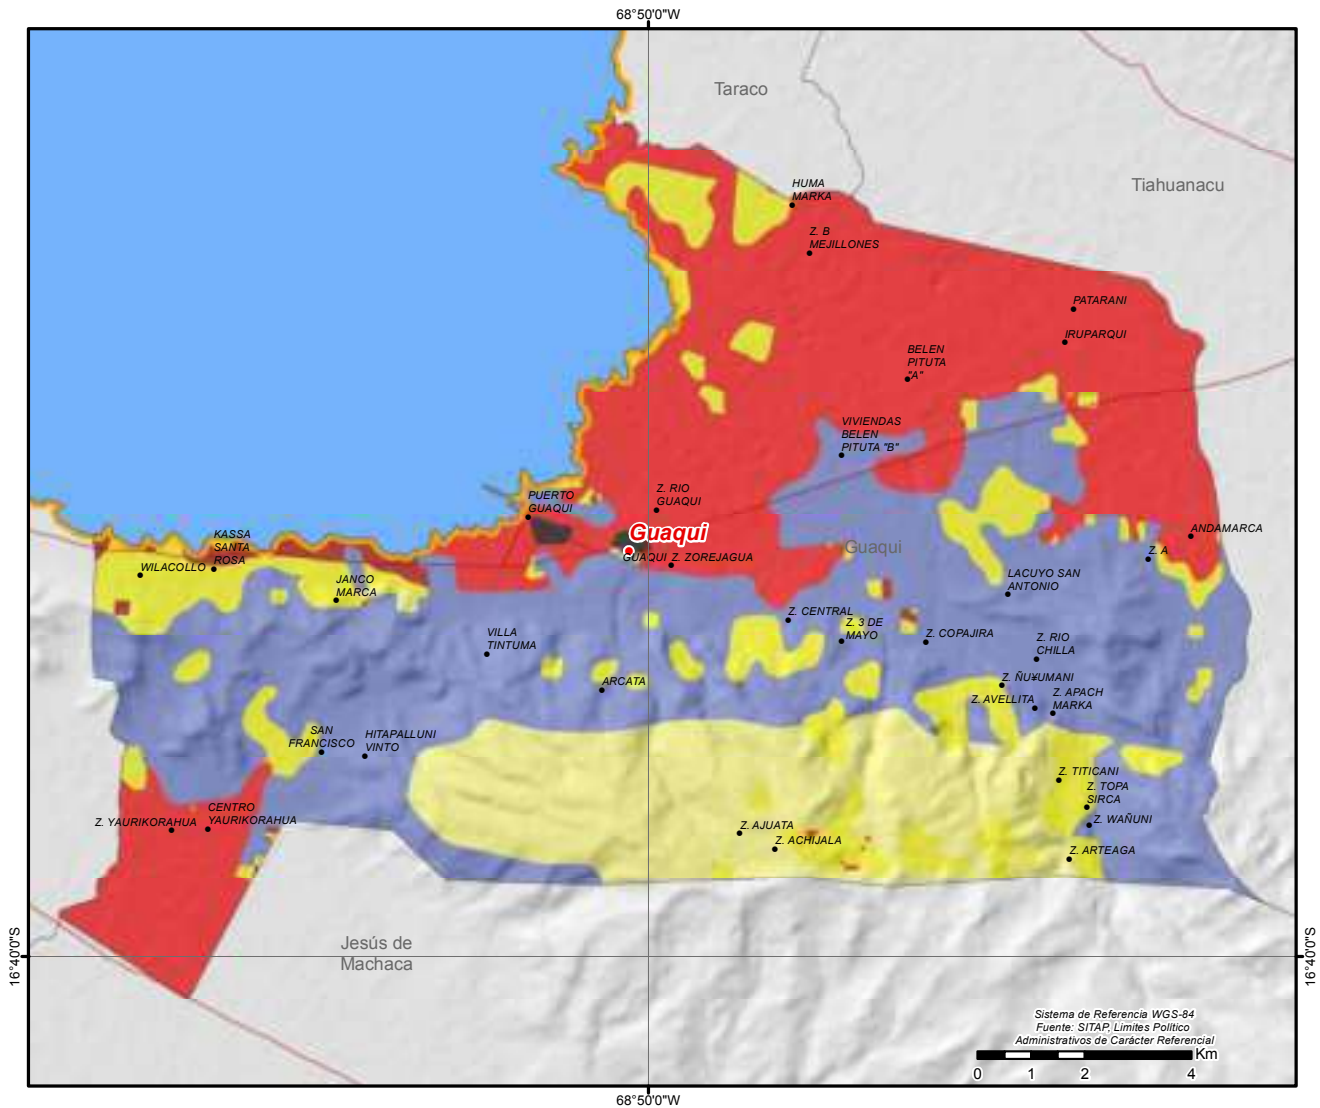 68°50'0"W
Taraco
Tiahuanacu
HUMA
MARKA
Z. B
MEJILLONES
PATARANI
IRUPARQUI
BELEN
PITUTA
"A"
VIVIENDAS
BELEN
PITUTA "B"
PUERTO
GUAQUI
Z. RIO
GUAQUI
Guaqui
GUAQUI
Z. ZOREJAGUA
Guaqui
ANDAMARCA
Z. A
KASSA
SANTA
ROSA
WILACOLLO
JANCO
MARCA
LACUYO SAN
ANTONIO
Z. CENTRAL
Z. 3 DE
MAYO
Z. COPAJIRA
Z. RIO
CHILLA
VILLA
TINTUMA
ARCATA
Z. ÑU¥UMANI
Z. AVELLITA
Z. APACH
MARKA
SAN
FRANCISCO
HITAPALLUNI
VINTO
Z. TITICANI
Z. TOPA
SIRCA
Z. WAÑUNI
Z. YAURIKORAHUA
CENTRO
YAURIKORAHUA
Z. AJUATA
Z. ACHIJALA
Z. ARTEAGA
Jesús de
Machaca
16°40'0"S
16°40'0"S
Sistema de Referencia WGS-84
Fuente: SITAP, Limites Político
Administrativos de Carácter Referencial
Km
0 1 2 4
68°50'0"W